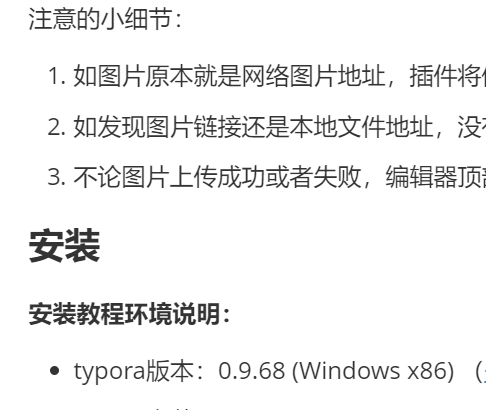 注意的小细节：
1. 如图片原本就是网络图片地址，插件将
2. 如发现图片链接还是本地文件地址，没
3. 不论图片上传成功或者失败，编辑器顶
安装
安装教程环境说明：
typora版本：0.9.68 (Windows x86) （